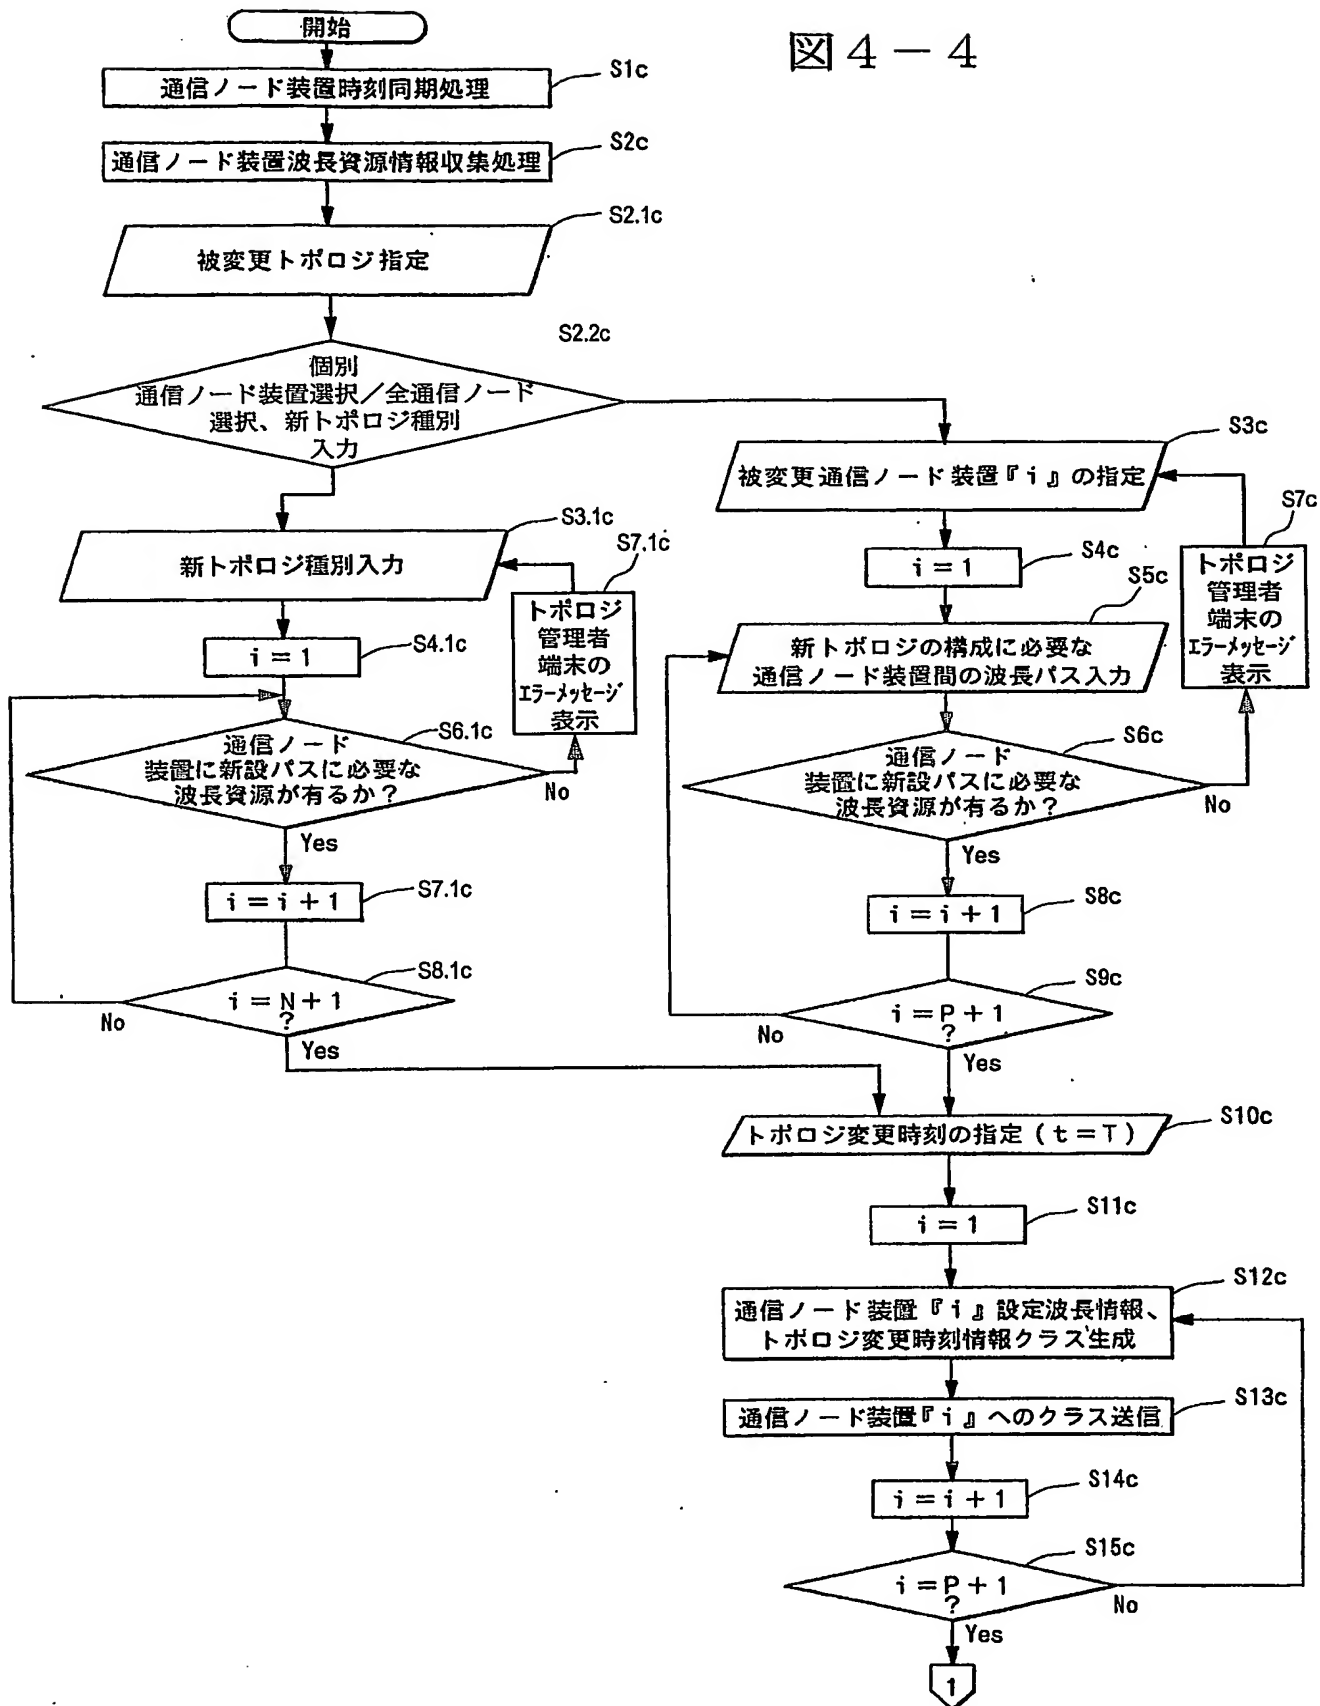 図4－4
開始
通信ノード装置時刻同期処理
S1c
通信ノード装置波長資源情報収集処理
S2c
被変更トポロジ指定
S2.1c
個別
通信ノード装置選択／全通信ノード
選択、新トポロジ種別
入力
S2.2c
新トポロジ種別入力
S3.1c
i＝1
S4.1c
通信ノード
装置に新設パスに必要な
波長資源が有るか？
S6.1c
No
Yes
トポロジ
管理者
端末の
エラーメッセージ
表示
S7.1c
i＝i＋1
S7.1c
i＝N＋1
?
S8.1c
No
Yes
被変更通信ノード装置『i』の指定
S3c
i＝1
S4c
新トポロジの構成に必要な
通信ノード装置間の波長パス入力
S5c
通信ノード
装置に新設パスに必要な
波長資源が有るか？
S6c
No
Yes
トポロジ
管理者
端末の
エラーメッセージ
表示
S7c
i＝i＋1
S8c
i＝P＋1
?
S9c
No
Yes
トポロジ変更時刻の指定（t＝T）
S10c
i＝1
S11c
通信ノード装置『i』設定波長情報、
トポロジ変更時刻情報クラス生成
S12c
通信ノード装置『i』へのクラス送信
S13c
i＝i＋1
S14c
i＝P＋1
?
S15c
No
Yes
1